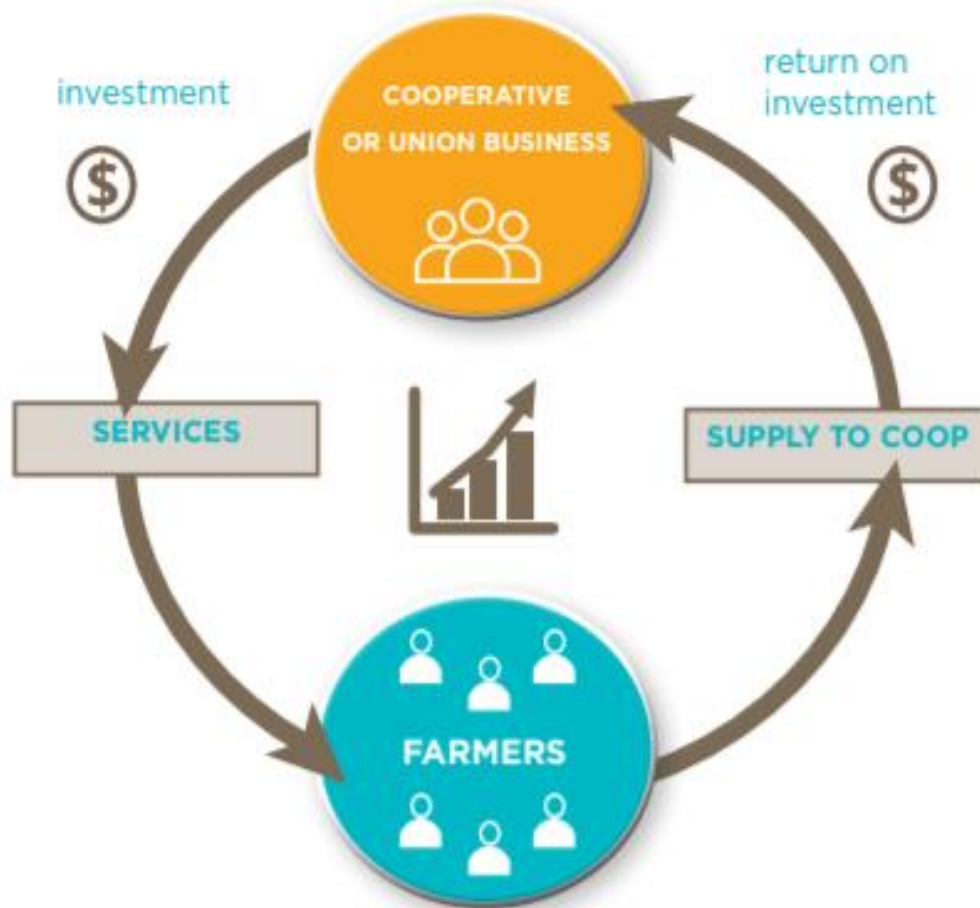 investment
$
COOPERATIVE
OR UNION BUSINESS
return on
investment
$
SERVICES
SUPPLY TO COOP
FARMERS